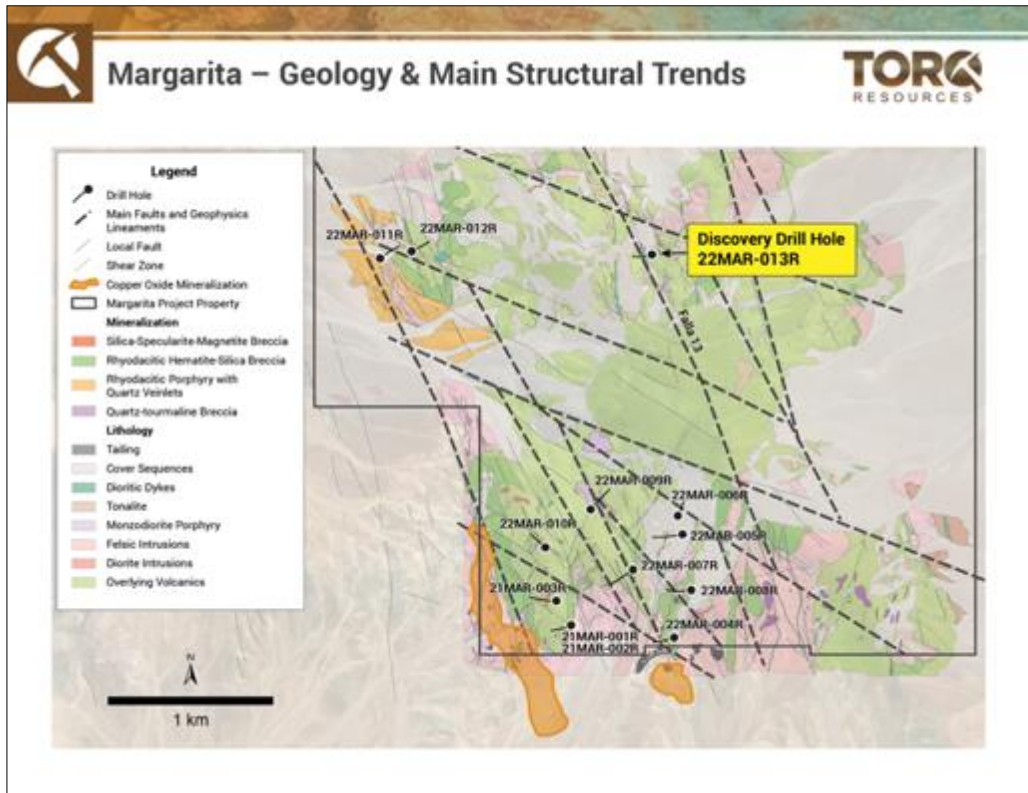 Margarita – Geology & Main Structural Trends
TORQ
RESOURCES
Legend
Drill Hole
Main Faults and Geophysics
Lineaments
Local Fault
Shear Zone
Copper Oxide Mineralization
Margarita Project Property
Mineralization
Silica-Specularite-Magnetite Breccia
Rhyodacitic Hematite-Silica Breccia
Rhyodacitic Porphyry with
Quartz Veinlets
Quartz-tourmaline Breccia
Lithology
Tailing
Cover Sequences
Dioritic Dykes
Tonalite
Monzodiorite Porphyry
Felsic Intrusions
Diorite Intrusions
Overlying Volcanics
N
1 km
22MAR-011R
22MAR-012R
Discovery Drill Hole
22MAR-013R
Falla 13
22MAR-009R
22MAR-006R
22MAR-010R
22MAR-005R
22MAR-007R
21MAR-003R
22MAR-008R
21MAR-001R
21MAR-002R
22MAR-004R